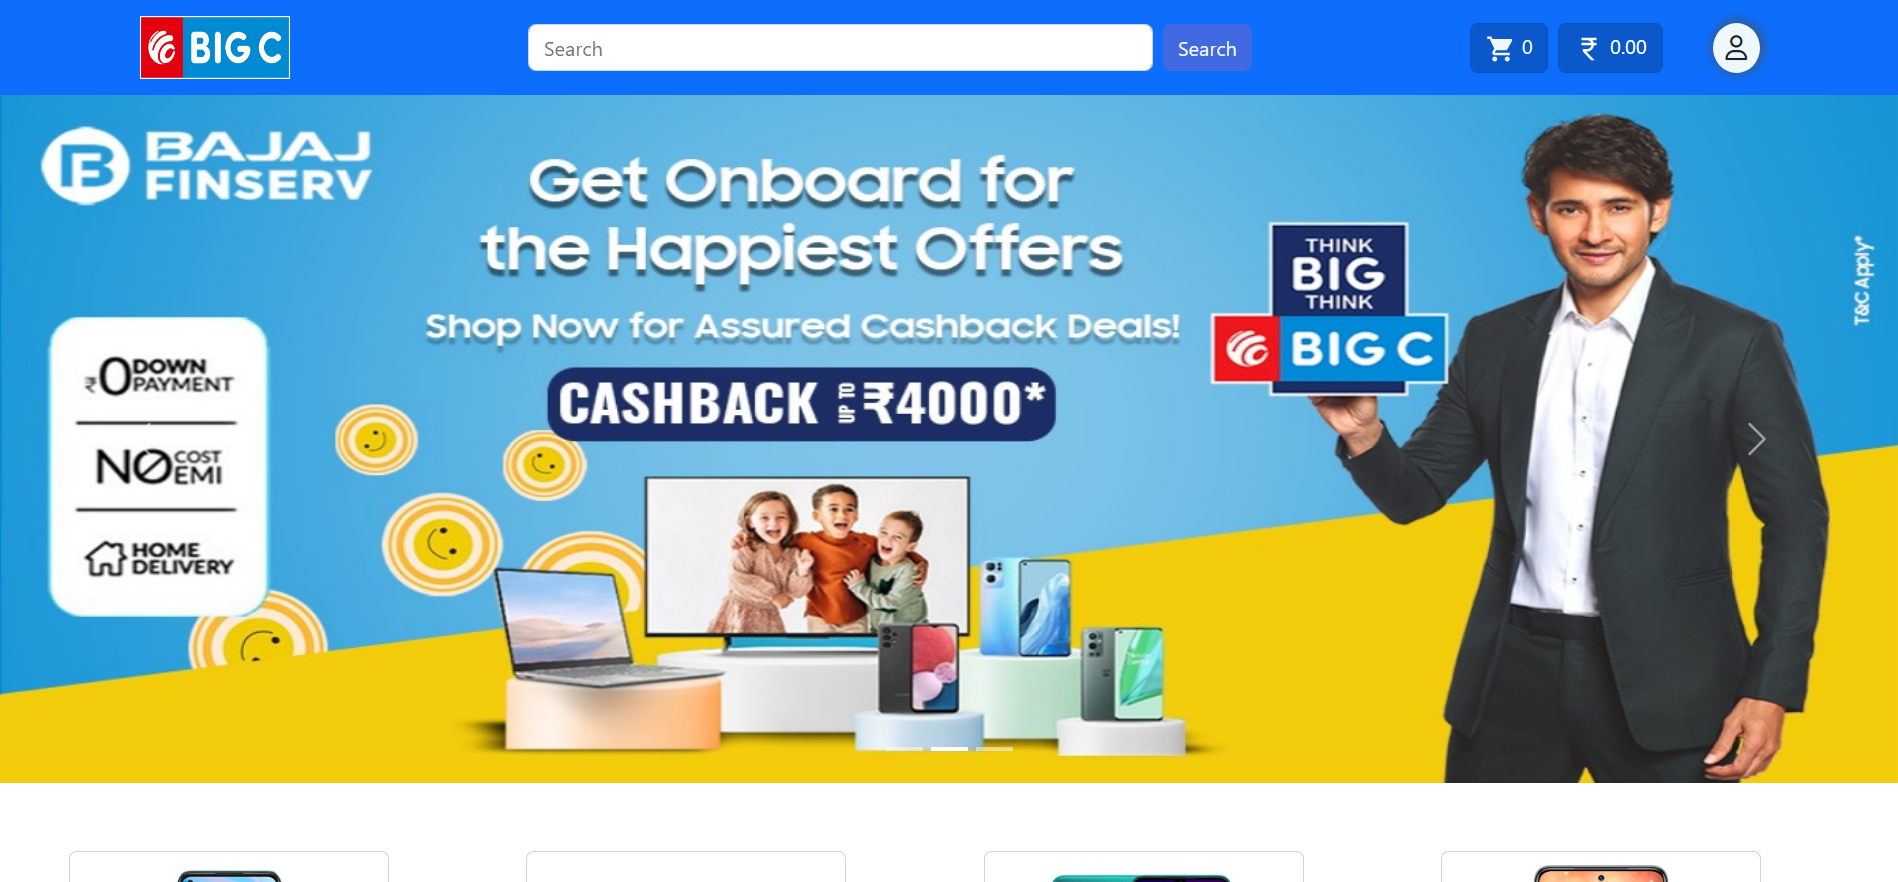 BIG C
Search
Search
0
₹ 0.00
BAJAJ
FINSERV
Get Onboard for
the Happiest Offers
Shop Now for Assured Cashback Deals!
CASHBACK UP TO ₹4000*
₹0 DOWN
PAYMENT
NO COST
EMI
HOME
DELIVERY
THINK
BIG
THINK
BIG C
T&C Apply*